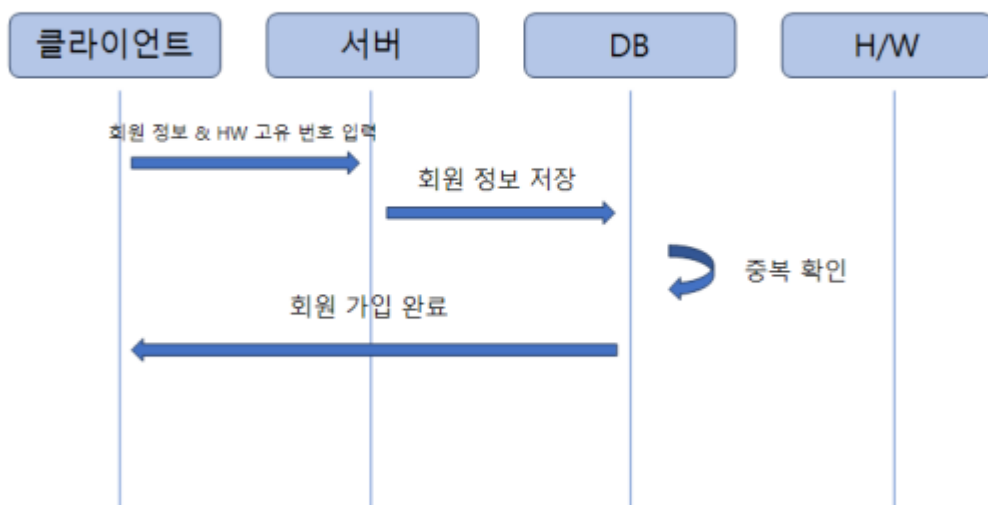 클라이언트
서버
DB
H/W
회원 정보 & HW 고유 번호 입력
회원 정보 저장
중복 확인
회원 가입 완료